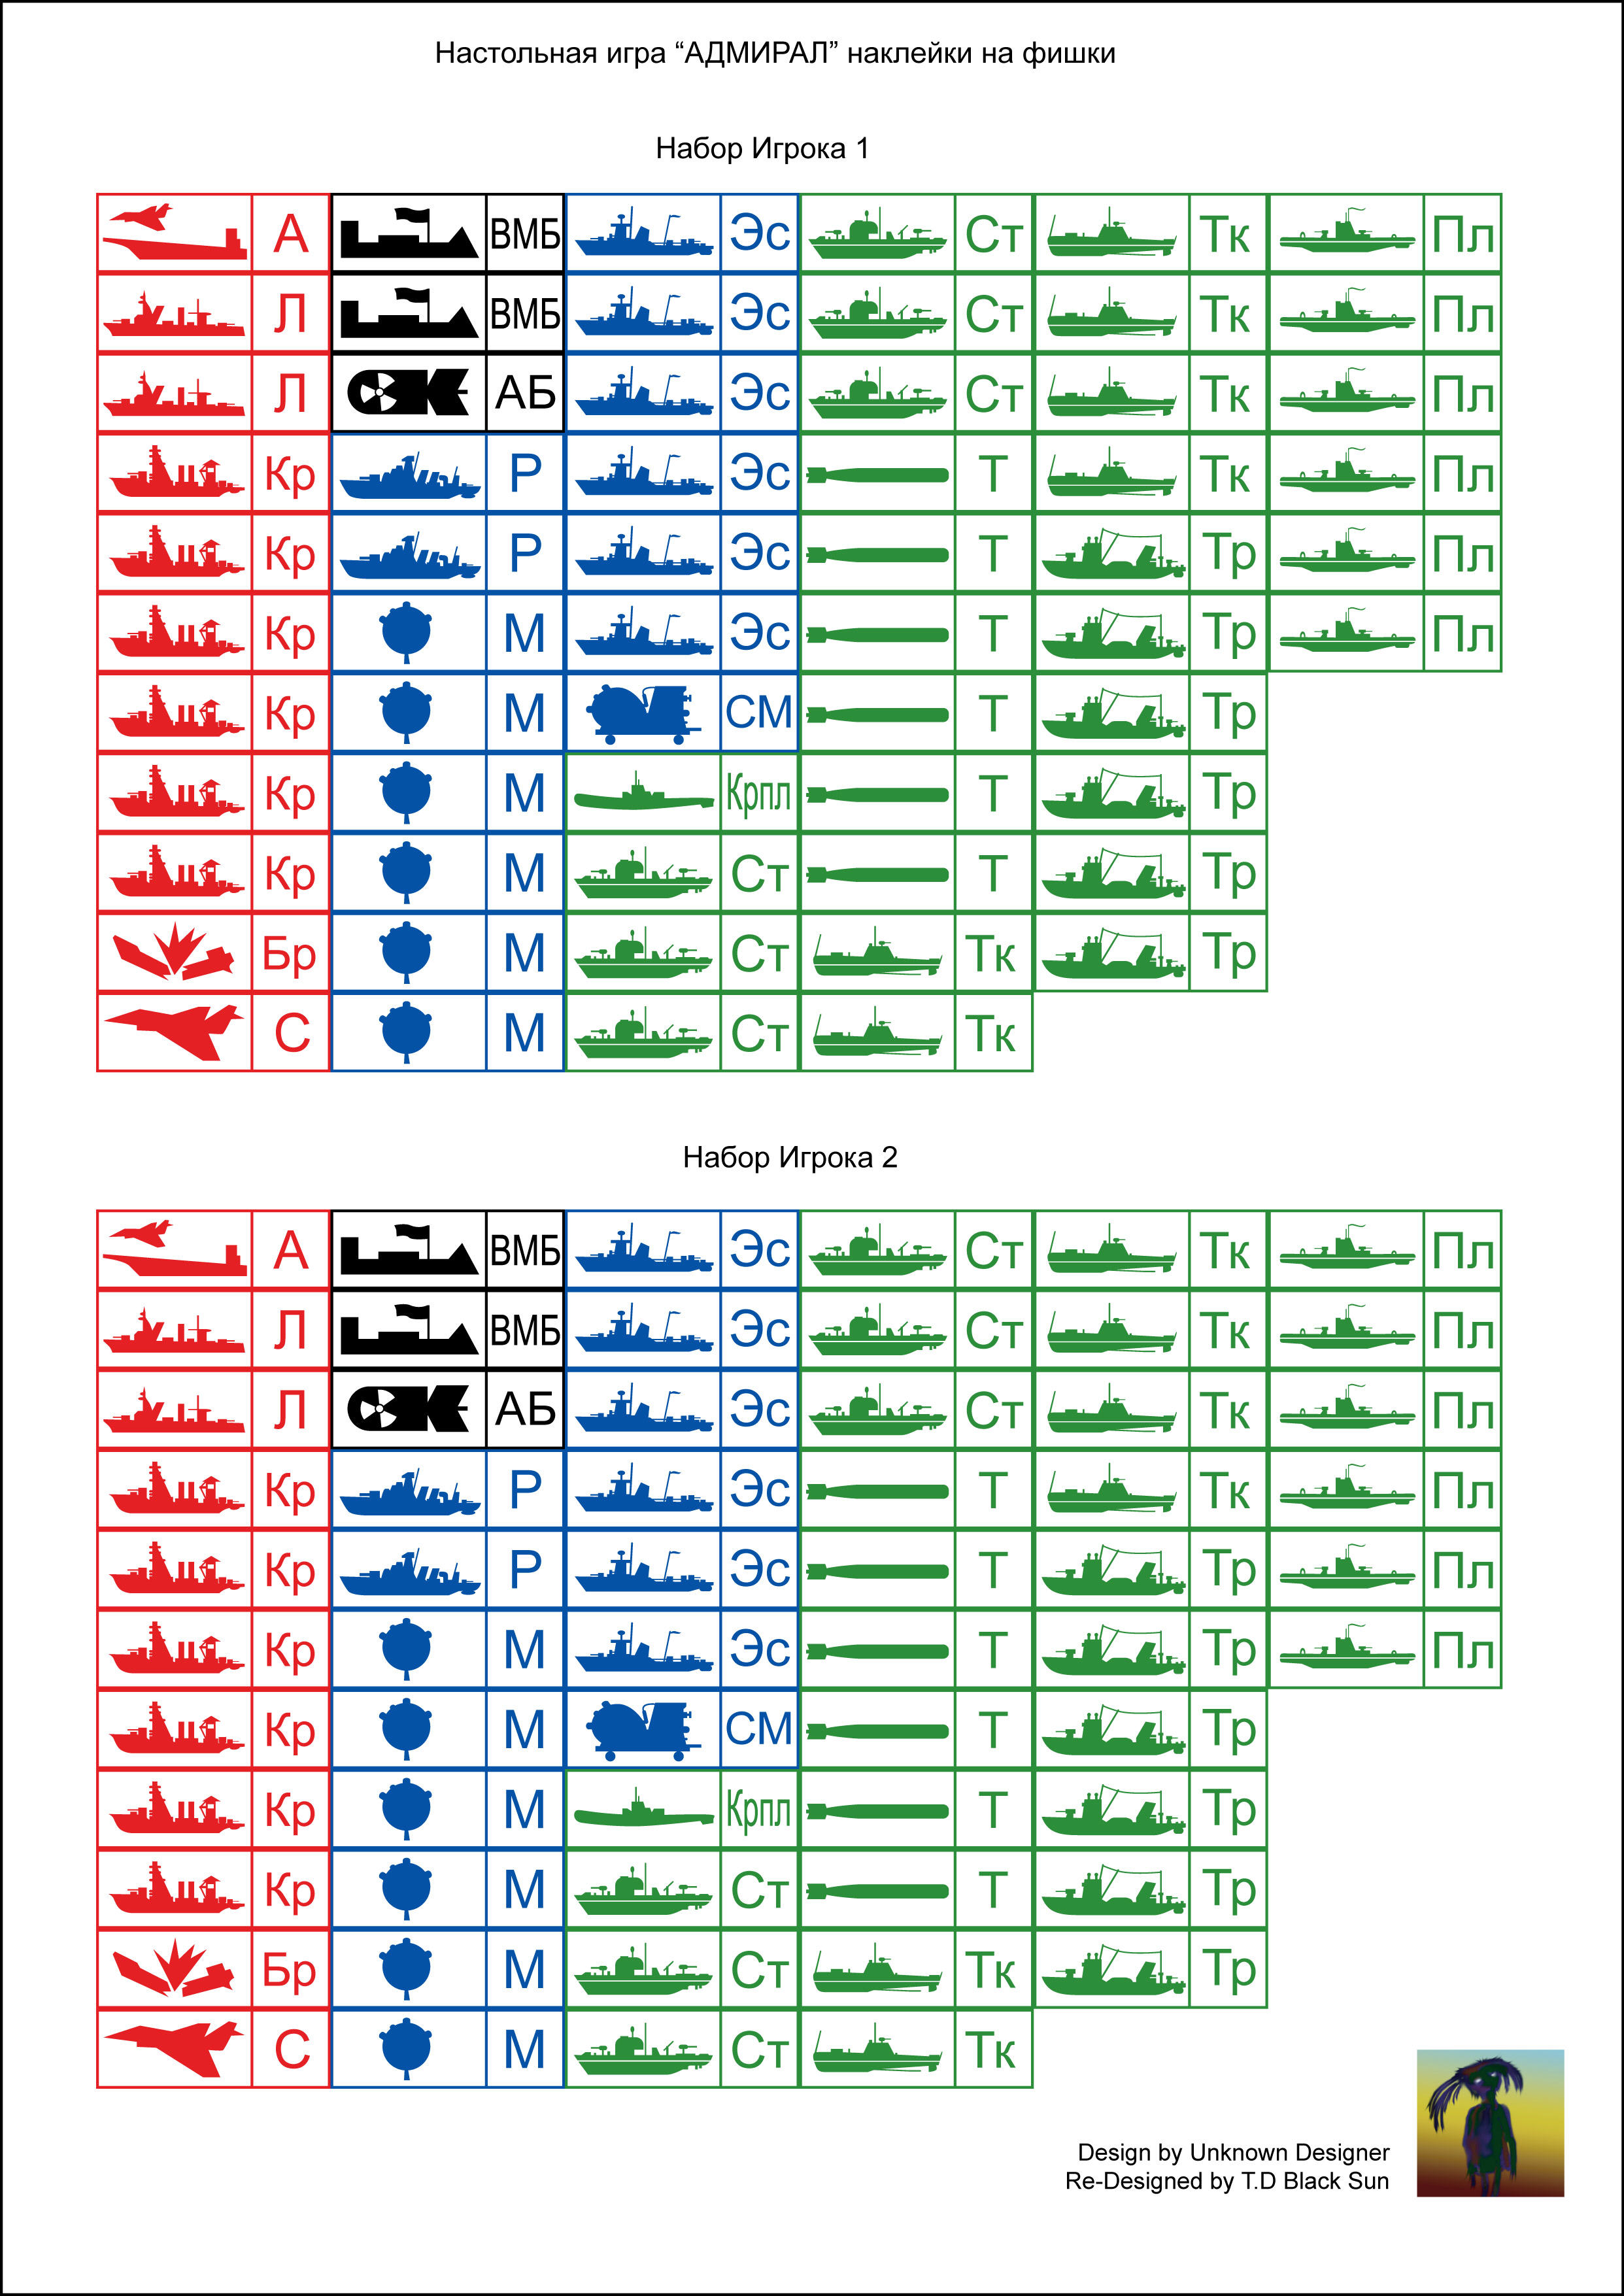 Настольная игра “АДМИРАЛ” наклейки на фишки
Набор Игрока 1
А ВМБ Эс Ст Тк Пл
Л ВМБ Эс Ст Тк Пл
Л АБ Эс Ст Тк Пл
Кр Р Эс Т Тк Пл
Кр Р Эс Т Тр Пл
Кр М Эс Т Тр Пл
Кр М СМ Т Тр
Кр М Крпл Т Тр
Кр М Ст Т Тр
Бр М Ст Тк Тр
С М Ст Тк
Набор Игрока 2
А ВМБ Эс Ст Тк Пл
Л ВМБ Эс Ст Тк Пл
Л АБ Эс Ст Тк Пл
Кр Р Эс Т Тк Пл
Кр Р Эс Т Тр Пл
Кр М Эс Т Тр Пл
Кр М СМ Т Тр
Кр М Крпл Т Тр
Кр М Ст Т Тр
Бр М Ст Тк Тр
С М Ст Тк
Design by Unknown Designer
Re-Designed by T.D Black Sun